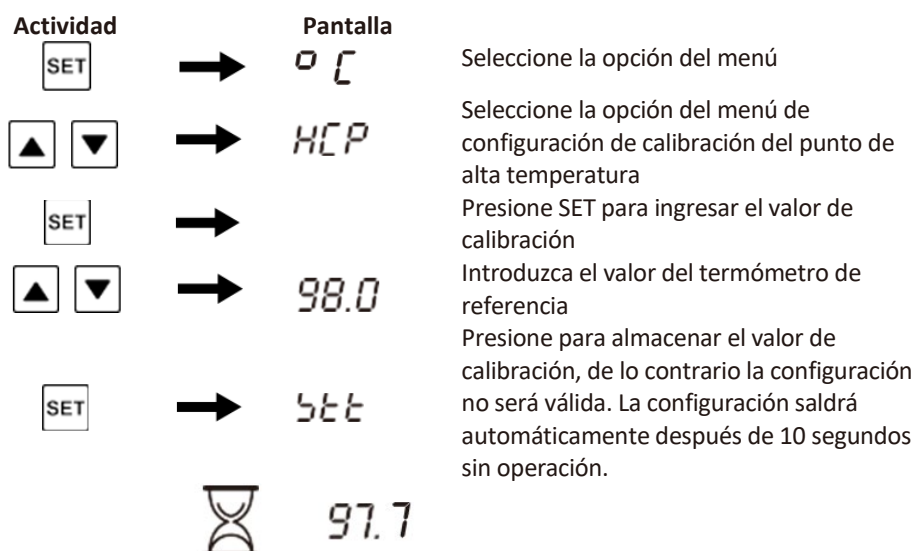 Actividad Pantalla
SET °C Seleccione la opción del menú
Seleccione la opción del menú de
HCP configuración de calibración del punto de
alta temperatura
SET Presione SET para ingresar el valor de
calibración
98.0 Introduzca el valor del termómetro de
referencia
Presione para almacenar el valor de
calibración, de lo contrario la configuración
SET Stt no será válida. La configuración saldrá
automáticamente después de 10 segundos
sin operación.
97.7